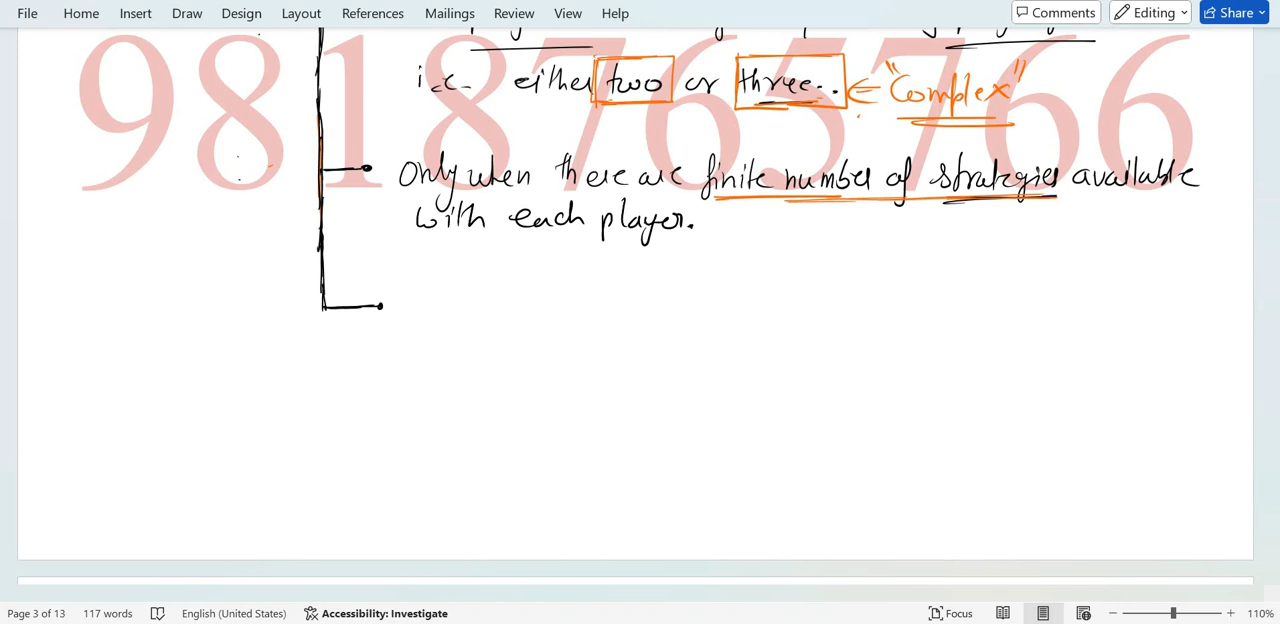 File Home Insert Draw Design Layout References Mailings Review View Help Comments Editing Share
9818765766
i.e. either two or three.. ⇐ "Complex"
Only when there are finite number of strategies available
with each player.
Page 3 of 13 117 words English (United States) Accessibility: Investigate Focus 110%